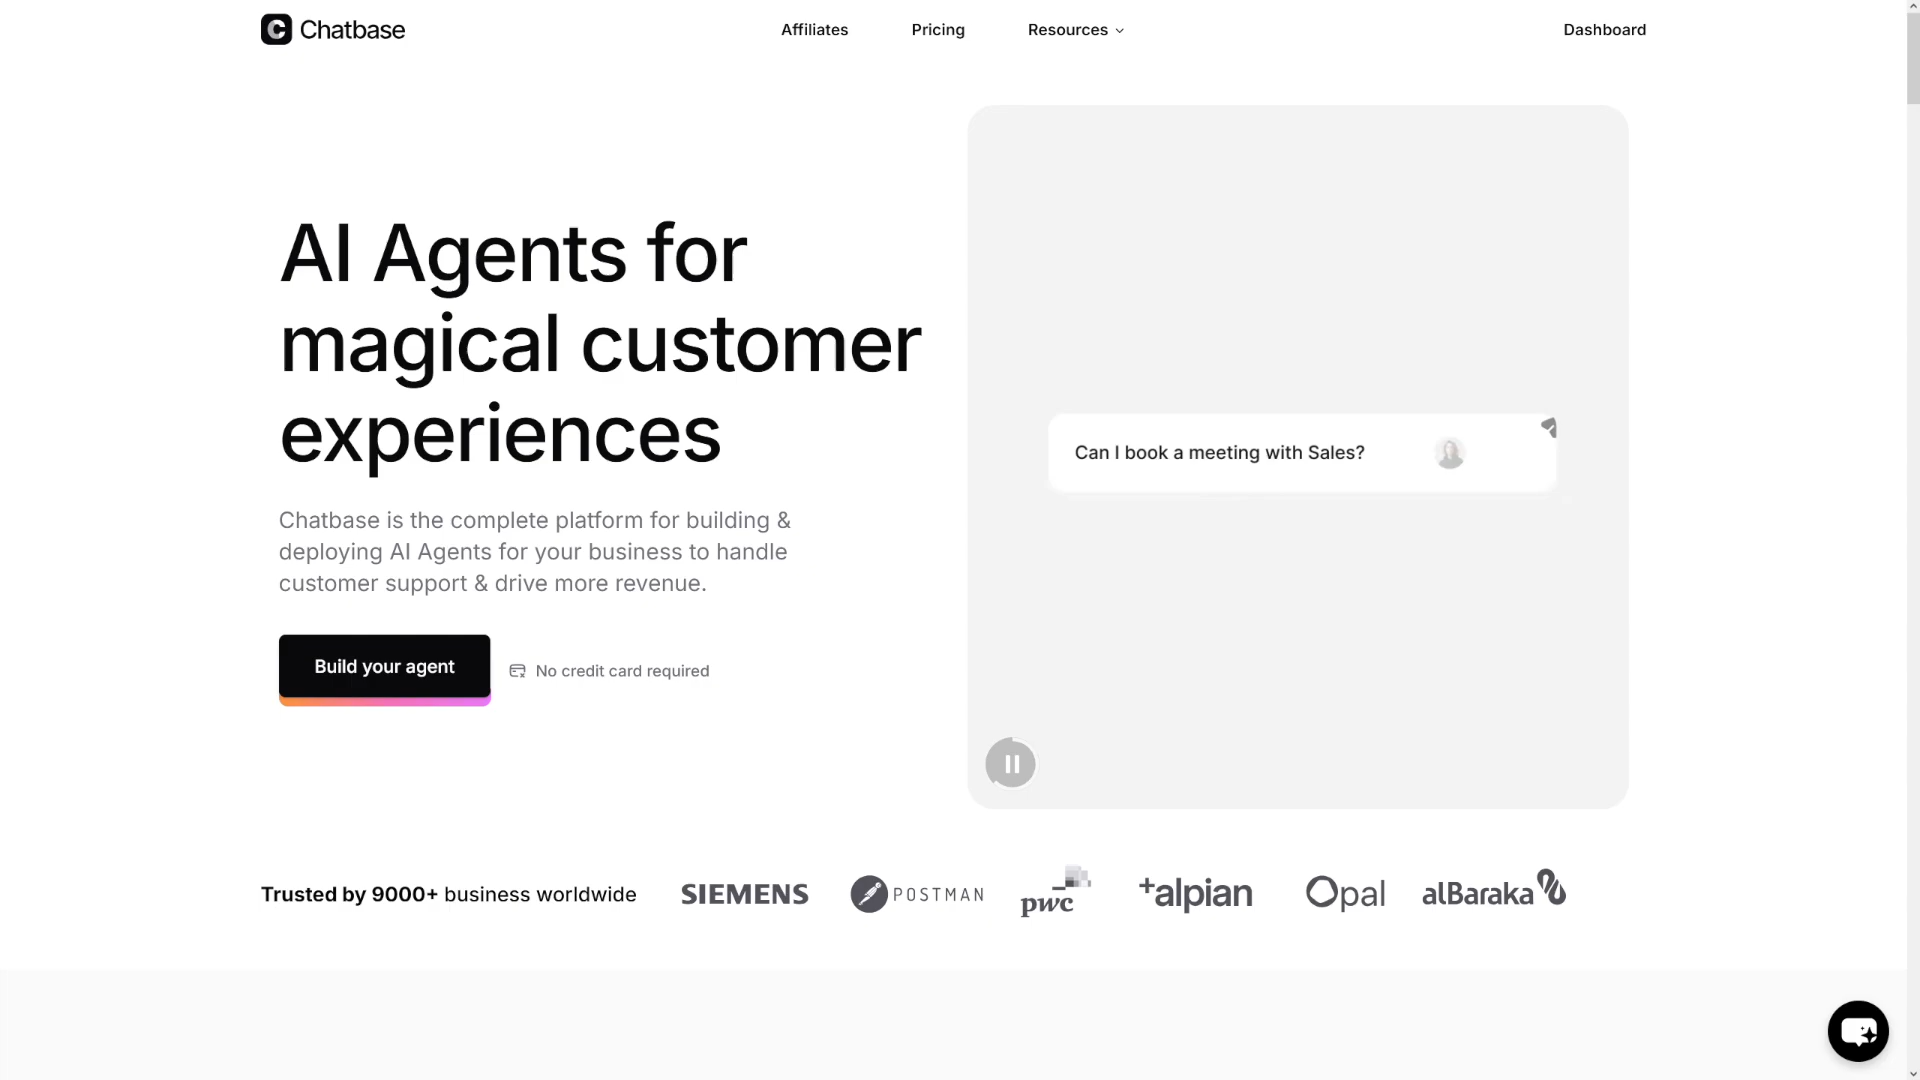 Chatbase
Affiliates
Pricing
Resources
Dashboard
AI Agents for
magical customer
experiences
Chatbase is the complete platform for building &
deploying AI Agents for your business to handle
customer support & drive more revenue.
Build your agent
No credit card required
Can I book a meeting with Sales?
Trusted by 9000+ business worldwide
SIEMENS
POSTMAN
pwc
+alpian
Opal
alBaraka